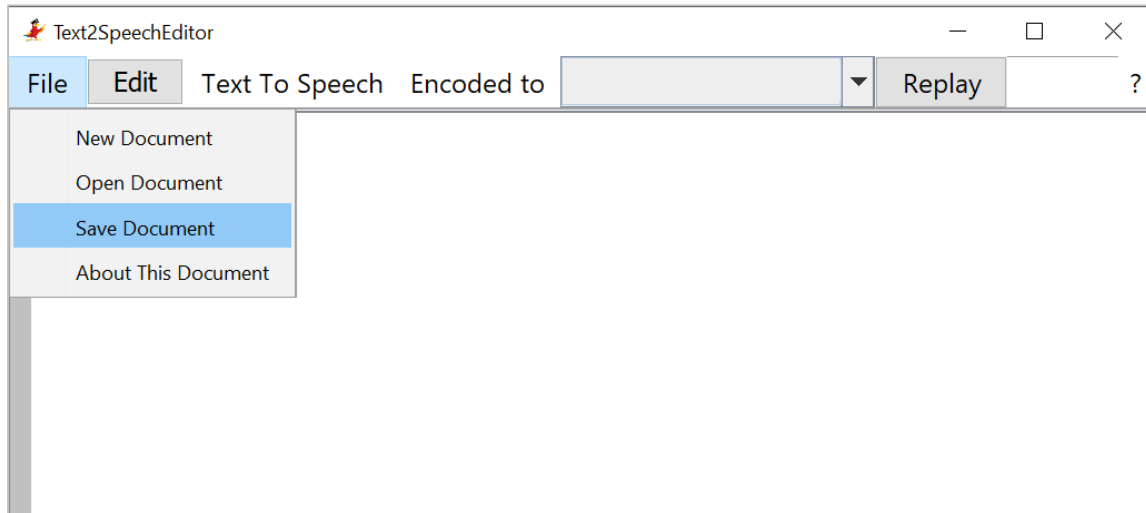 Text2SpeechEditor
File Edit Text To Speech Encoded to Replay ?
New Document
Open Document
Save Document
About This Document